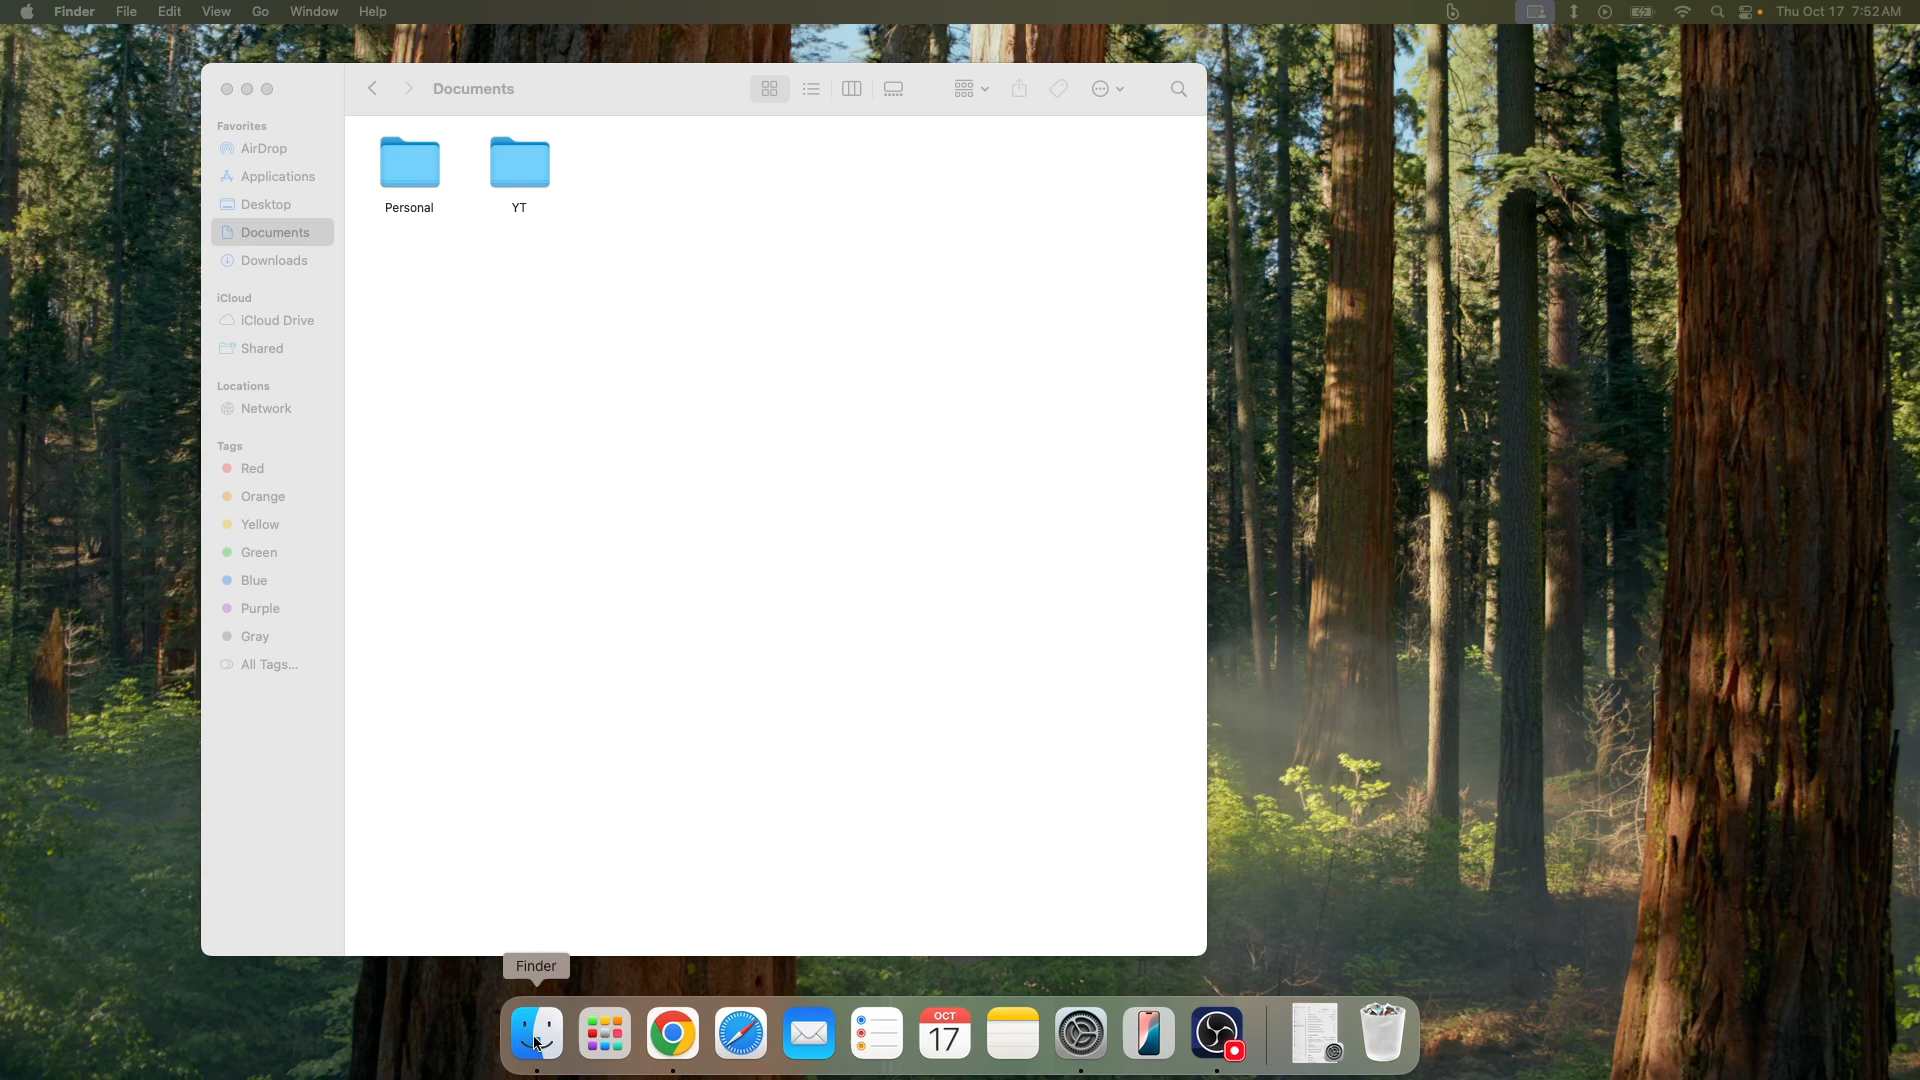 Finder File Edit View Go Window Help
Thu Oct 17 7:52 AM
Documents
Favorites
AirDrop
Applications
Desktop
Documents
Downloads
iCloud
iCloud Drive
Shared
Locations
Network
Tags
Red
Orange
Yellow
Green
Blue
Purple
Gray
All Tags...
Personal
YT
Finder
OCT
17